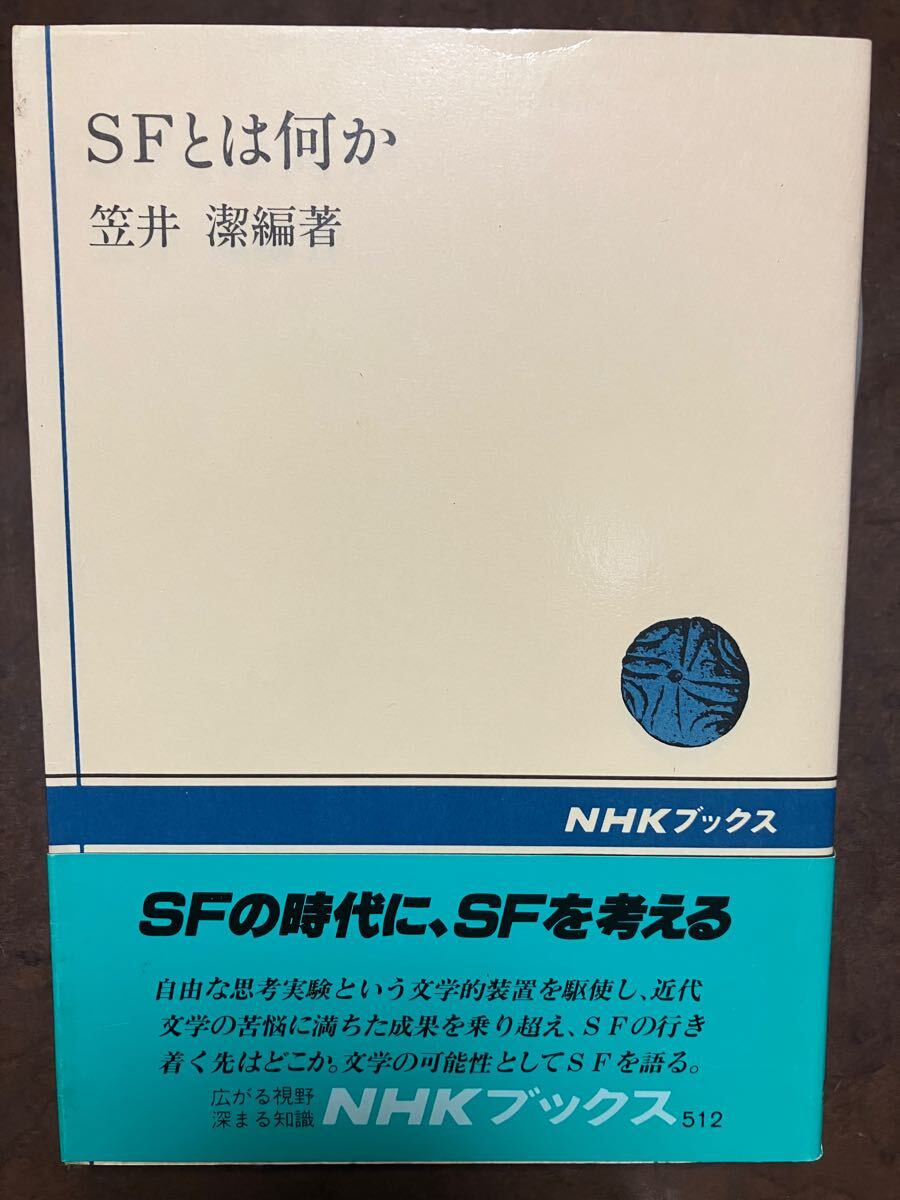 SFとは何か
笠井 潔編著
NHKブックス
SFの時代に、SFを考える
自由な思考実験という文学的装置を駆使し、近代
文学の苦悩に満ちた成果を乗り超え、SFの行き
着く先はどこか。文学の可能性としてSFを語る。
広がる視野
深まる知識
NHKブックス 512